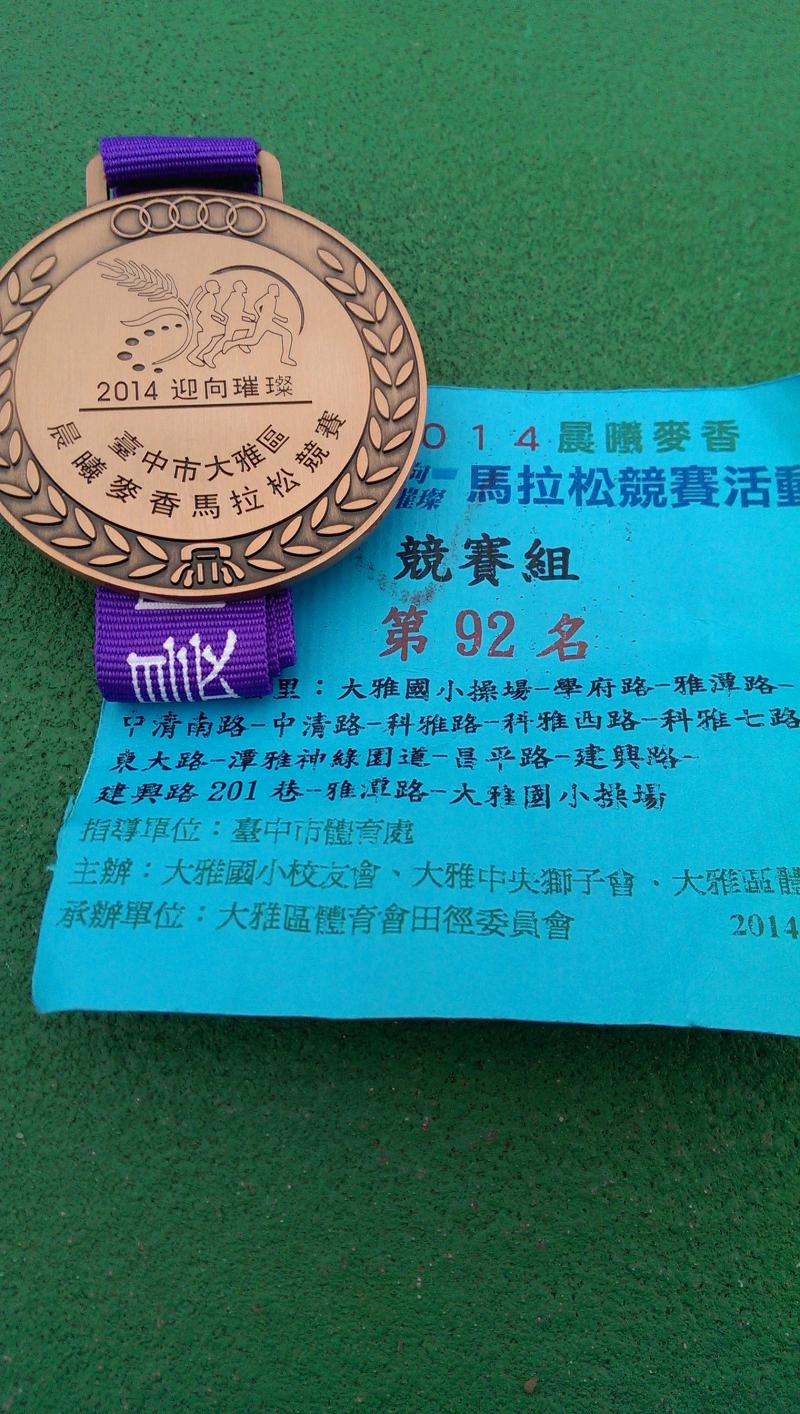 2014 迎向璀璨
臺中市大雅區
晨曦麥香馬拉松競賽
014晨曦麥香
馬拉松競賽活動
璀璨
競賽組
第 92 名
里：大雅國小操場-學府路-雅潭路-
中清南路-中清路-科雅路-科雅西路-科雅七路
東大路-潭雅神綠園道-昌平路-建興路-
建興路 201 巷-雅潭路-大雅國小操場
指導單位：臺中市體育處
主辦：大雅國小校友會、大雅中央獅子會、大雅區體
承辦單位：大雅區體育會田徑委員會
2014